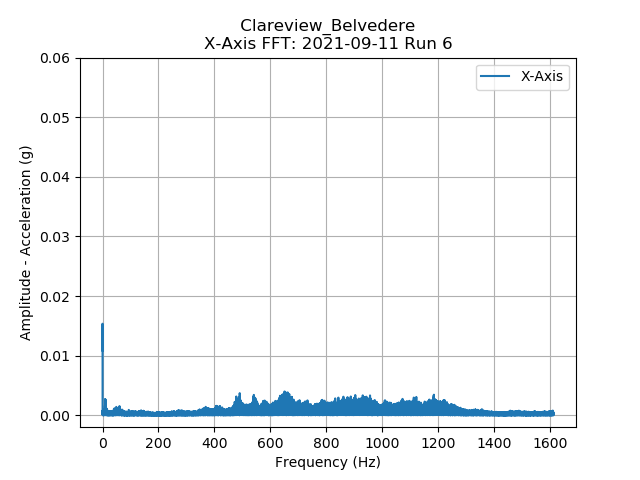 Clareview_Belvedere
X-Axis FFT: 2021-09-11 Run 6
X-Axis
0.06
0.05
0.04
0.03
0.02
0.01
0.00
Amplitude - Acceleration (g)
0 200 400 600 800 1000 1200 1400 1600
Frequency (Hz)